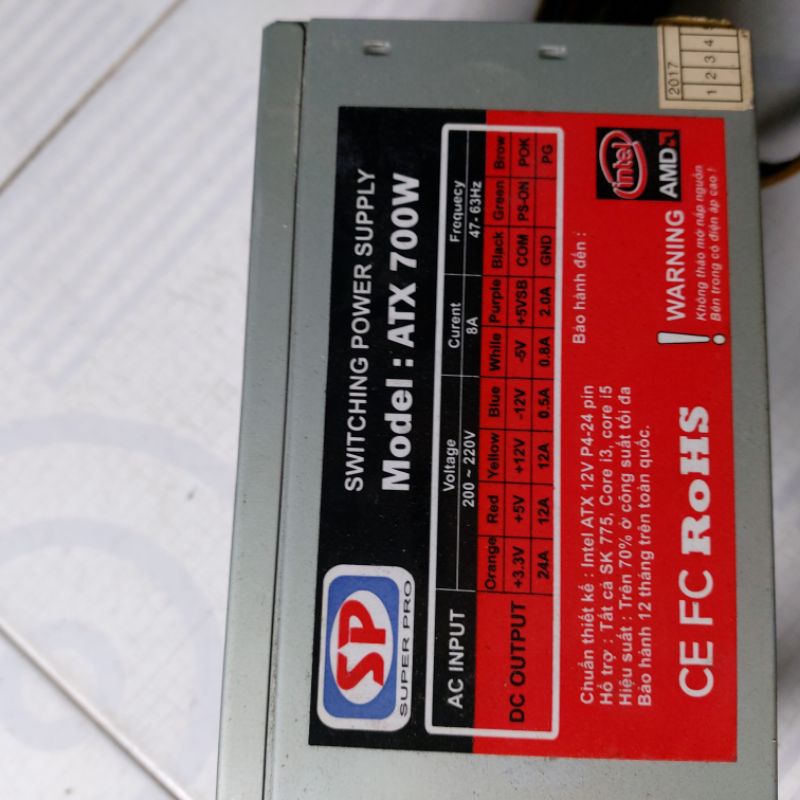 SP
SUPER PRO
SWITCHING POWER SUPPLY
Model : ATX 700W
AC INPUT Voltage Curent Frequecy
200 ~ 220V 8A 47- 63Hz
DC OUTPUT Orange Red Yellow Blue While Purple Black Green Brow
+3.3V +5V +12V -12V -5V +5VSB COM PS-ON POK
24A 12A 12A 0.5A 0.8A 2.0A GND PG
Chuẩn thiết kế : Intel ATX 12V P4-24 pin
Hỗ trợ : Tất cả SK 775, Core i3, core i5
Hiệu suất : Trên 70% ở công suất tối đa
Bảo hành 12 tháng trên toàn quốc.
Bảo hành đến :
CE FC RoHS
! WARNING
Không tháo mở nắp nguồn
Bên trong có điện áp cao !
intel
AMD
2017
1 2 3 4